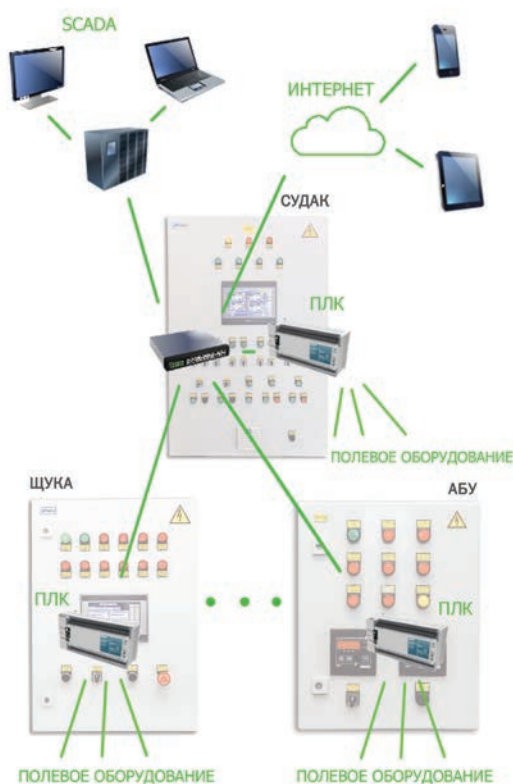 SCADA
ИНТЕРНЕТ
СУДАК
ПЛК
ПОЛЕВОЕ ОБОРУДОВАНИЕ
ЩУКА
АБУ
ПЛК
ПЛК
ПОЛЕВОЕ ОБОРУДОВАНИЕ
ПОЛЕВОЕ ОБОРУДОВАНИЕ